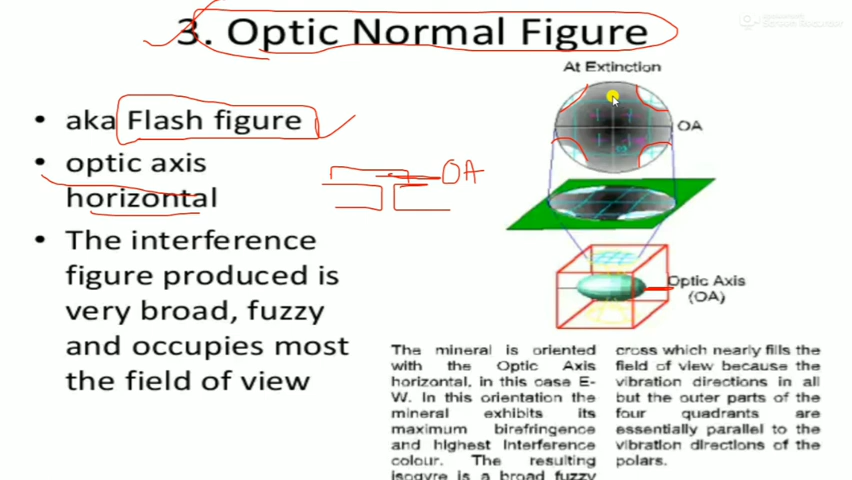 3. Optic Normal Figure
• aka Flash figure
• optic axis
horizontal
• The interference
figure produced is
very broad, fuzzy
and occupies most
the field of view
OA
At Extinction
OA
Optic Axis
(OA)
The mineral is oriented
with the Optic Axis
horizontal, in this case E-
W. In this orientation the
mineral exhibits its
maximum birefringence
and highest interference
colour. The resulting
isogyre is a broad fuzzy
cross which nearly fills the
field of view because the
vibration directions in all
but the outer parts of the
four quadrants are
essentially parallel to the
vibration directions of the
polars.